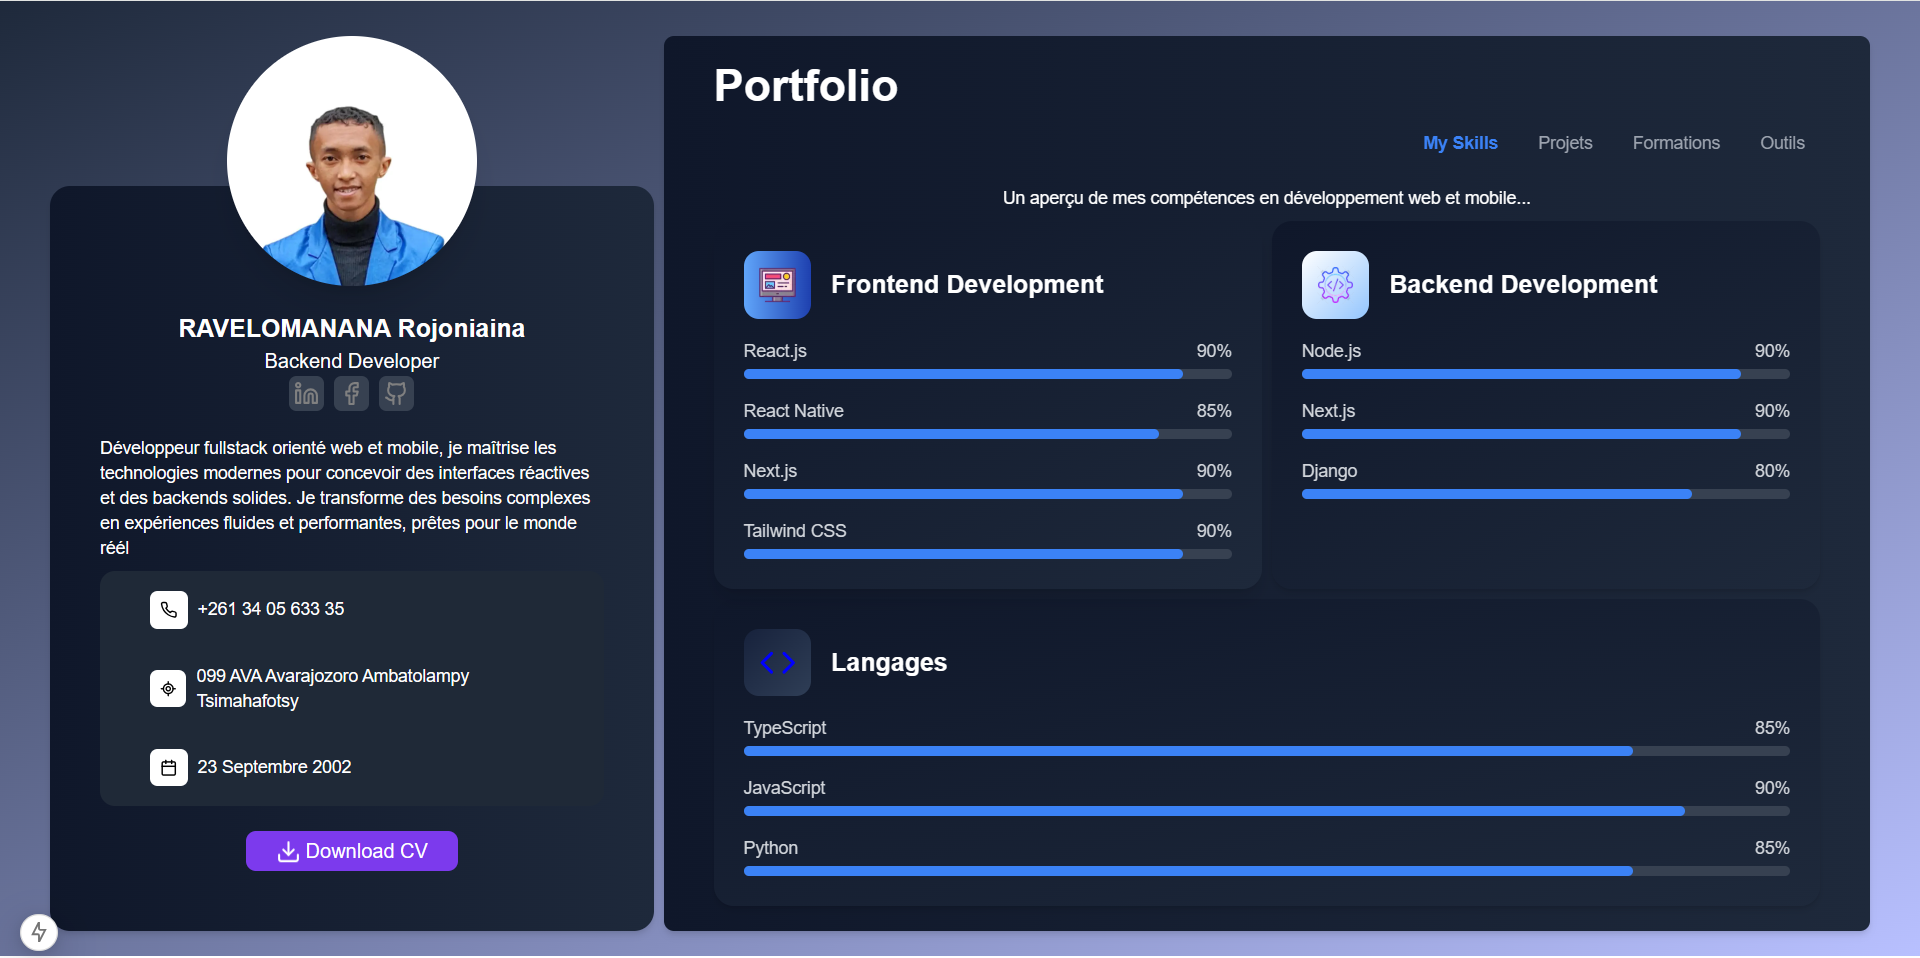 RAVELOMANANA Rojoniaina
Backend Developer
Développeur fullstack orienté web et mobile, je maîtrise les
technologies modernes pour concevoir des interfaces réactives
et des backends solides. Je transforme des besoins complexes
en expériences fluides et performantes, prêtes pour le monde
réél
+261 34 05 633 35
099 AVA Avarajozoro Ambatolampy
Tsimahafotsy
23 Septembre 2002
Download CV
Portfolio
My Skills Projets Formations Outils
Un aperçu de mes compétences en développement web et mobile...
Frontend Development
React.js 90%
React Native 85%
Next.js 90%
Tailwind CSS 90%
Backend Development
Node.js 90%
Next.js 90%
Django 80%
Langages
TypeScript 85%
JavaScript 90%
Python 85%